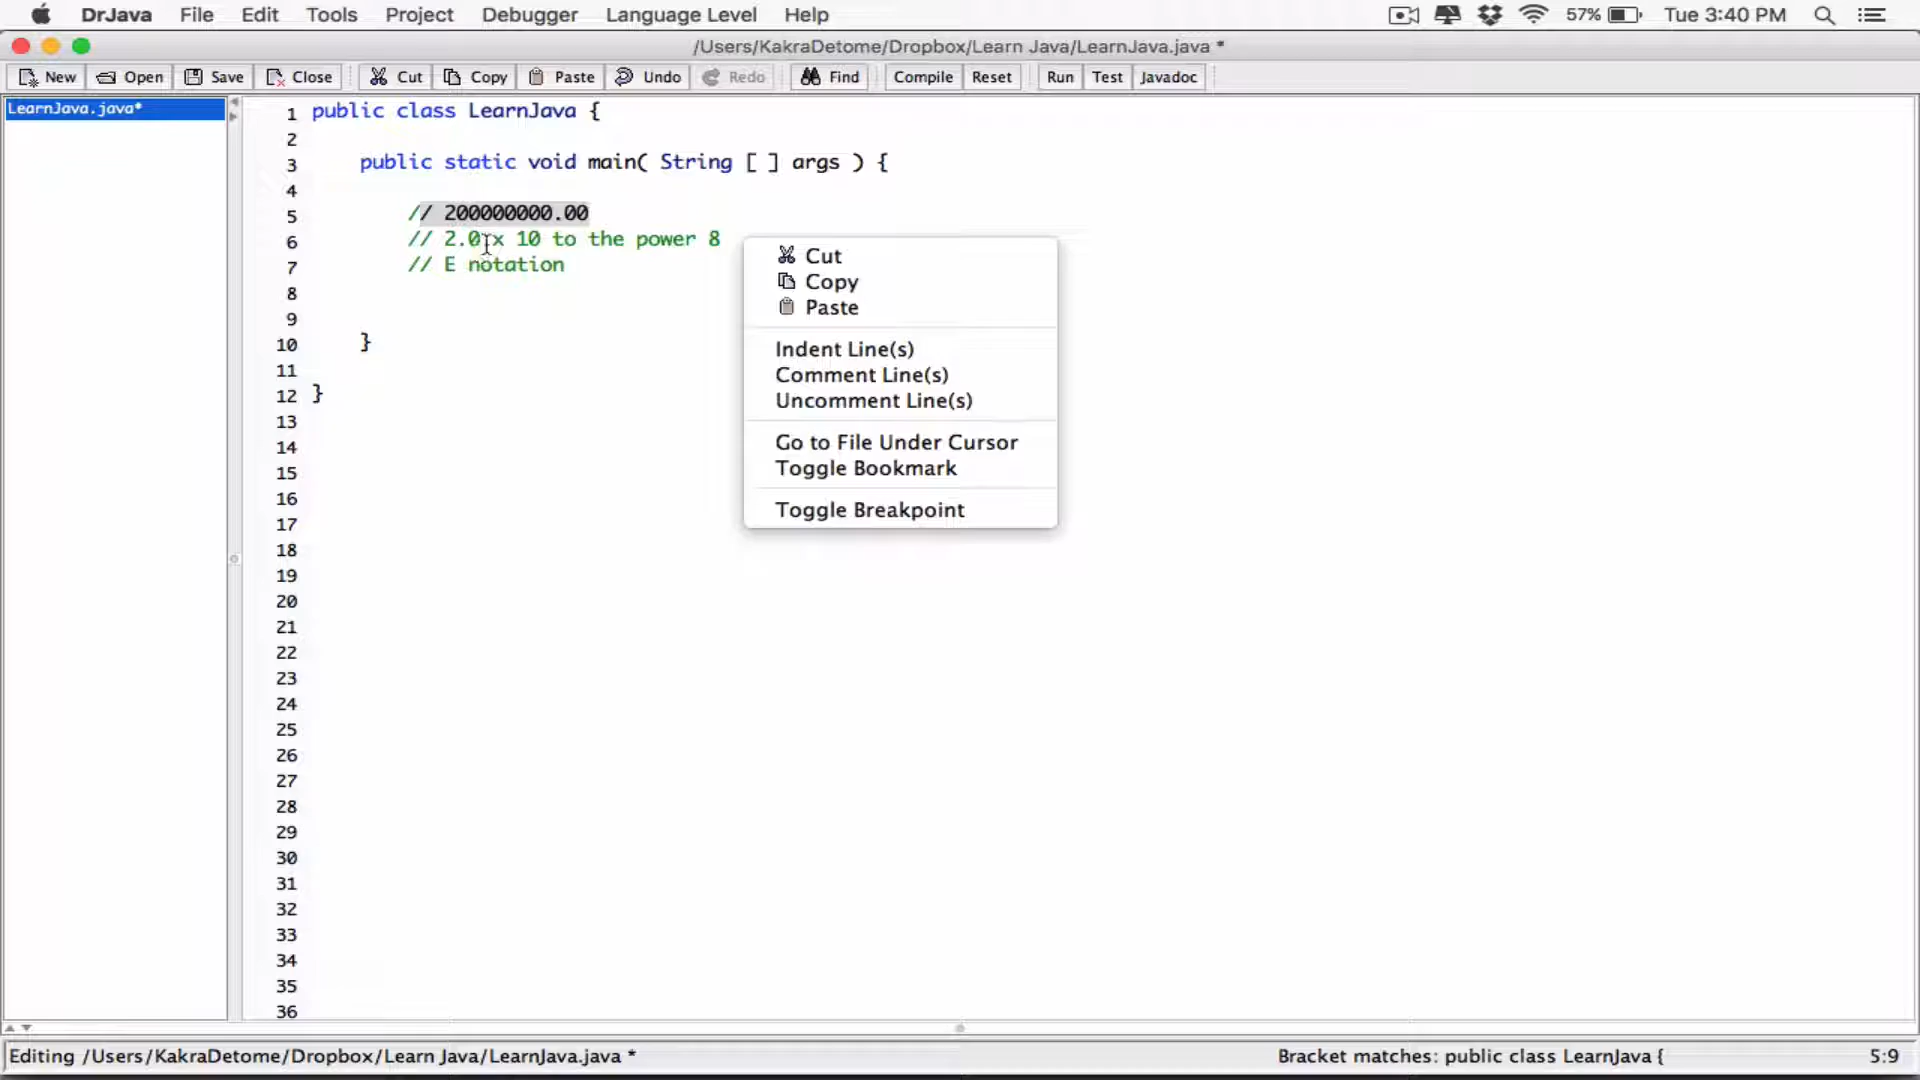 DrJava File Edit Tools Project Debugger Language Level Help 57% Tue 3:40 PM
/Users/KakraDetome/Dropbox/Learn Java/LearnJava.java *
New Open Save Close Cut Copy Paste Undo Redo Find Compile Reset Run Test Javadoc
LearnJava.java*
1 public class LearnJava {
2
3 public static void main( String [ ] args ) {
4
5 // 200000000.00
6 // 2.0 x 10 to the power 8
7 // E notation
8
9
10 }
11
12 }
13
14
15
16
17
18
19
20
21
22
23
24
25
26
27
28
29
30
31
32
33
34
35
36
Cut
Copy
Paste
Indent Line(s)
Comment Line(s)
Uncomment Line(s)
Go to File Under Cursor
Toggle Bookmark
Toggle Breakpoint
Editing /Users/KakraDetome/Dropbox/Learn Java/LearnJava.java * Bracket matches: public class LearnJava { 5:9